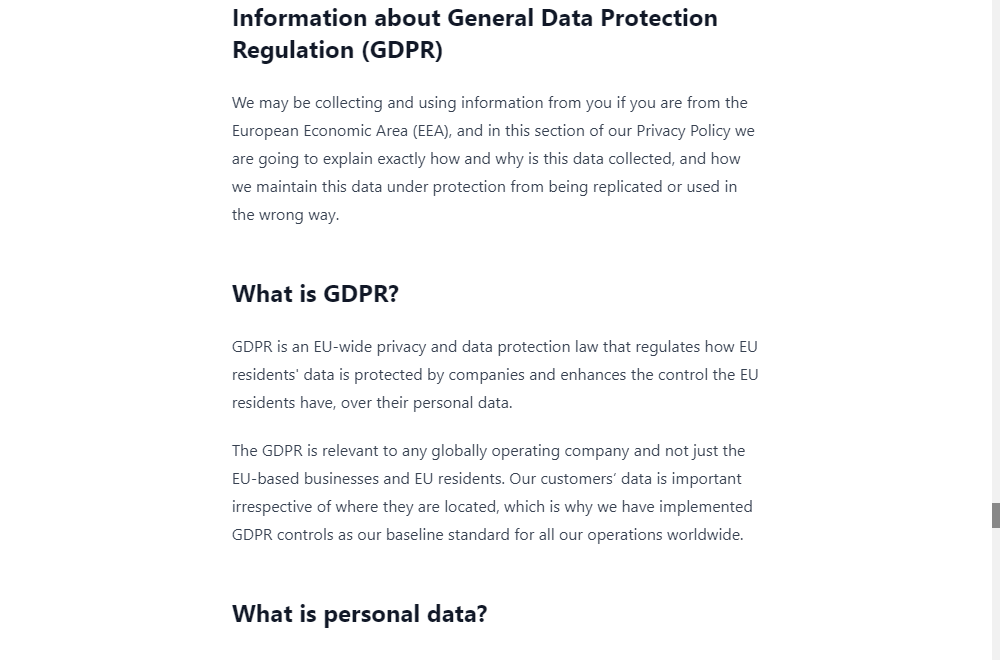 Information about General Data Protection
Regulation (GDPR)
We may be collecting and using information from you if you are from the
European Economic Area (EEA), and in this section of our Privacy Policy we
are going to explain exactly how and why is this data collected, and how
we maintain this data under protection from being replicated or used in
the wrong way.
What is GDPR?
GDPR is an EU-wide privacy and data protection law that regulates how EU
residents' data is protected by companies and enhances the control the EU
residents have, over their personal data.
The GDPR is relevant to any globally operating company and not just the
EU-based businesses and EU residents. Our customers’ data is important
irrespective of where they are located, which is why we have implemented
GDPR controls as our baseline standard for all our operations worldwide.
What is personal data?